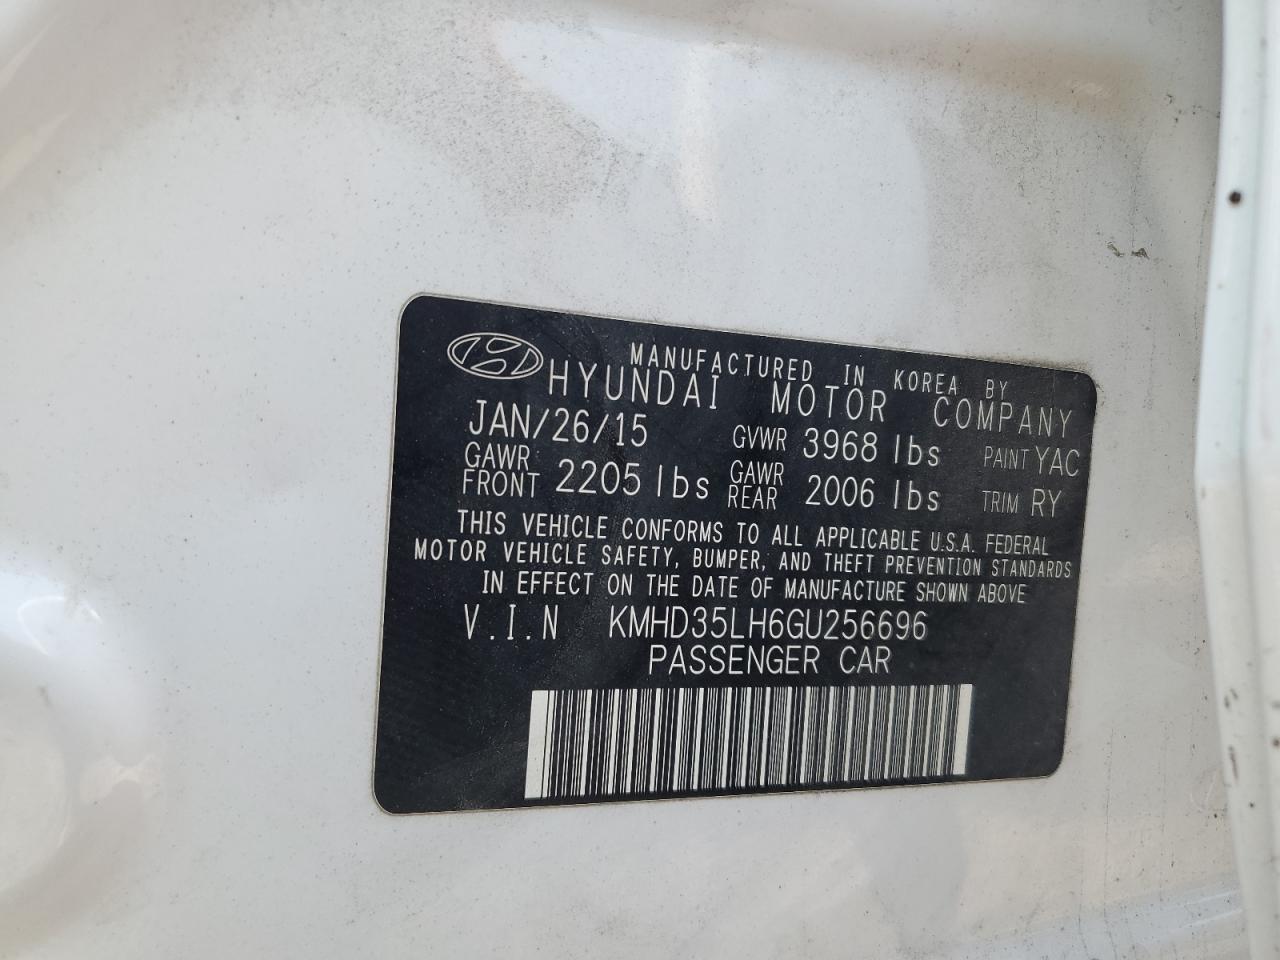 MANUFACTURED IN KOREA BY
HYUNDAI MOTOR COMPANY
JAN/26/15 GVWR 3968 lbs PAINT YAC
GAWR FRONT 2205 lbs GAWR REAR 2006 lbs TRIM RY
THIS VEHICLE CONFORMS TO ALL APPLICABLE U.S.A. FEDERAL
MOTOR VEHICLE SAFETY, BUMPER, AND THEFT PREVENTION STANDARDS
IN EFFECT ON THE DATE OF MANUFACTURE SHOWN ABOVE
V.I.N KMHD35LH6GU256696
PASSENGER CAR